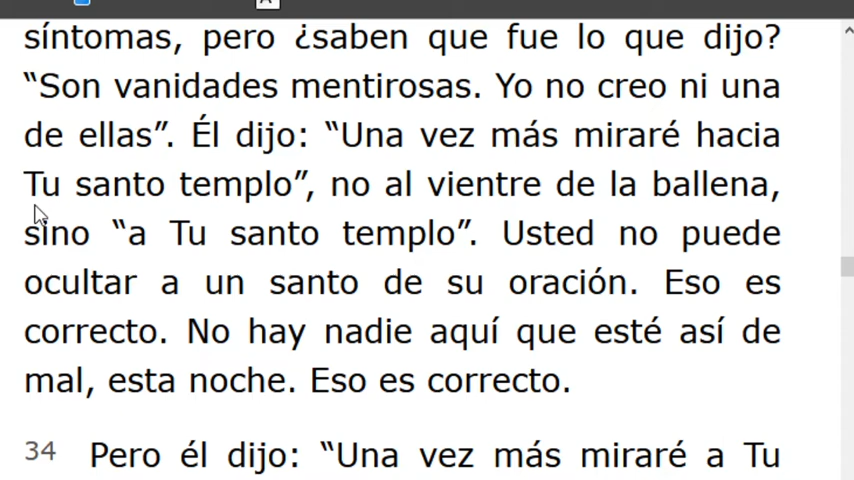 síntomas, pero ¿saben que fue lo que dijo?
“Son vanidades mentirosas. Yo no creo ni una
de ellas”. Él dijo: “Una vez más miraré hacia
Tu santo templo”, no al vientre de la ballena,
sino “a Tu santo templo”. Usted no puede
ocultar a un santo de su oración. Eso es
correcto. No hay nadie aquí que esté así de
mal, esta noche. Eso es correcto.
34 Pero él dijo: “Una vez más miraré a Tu